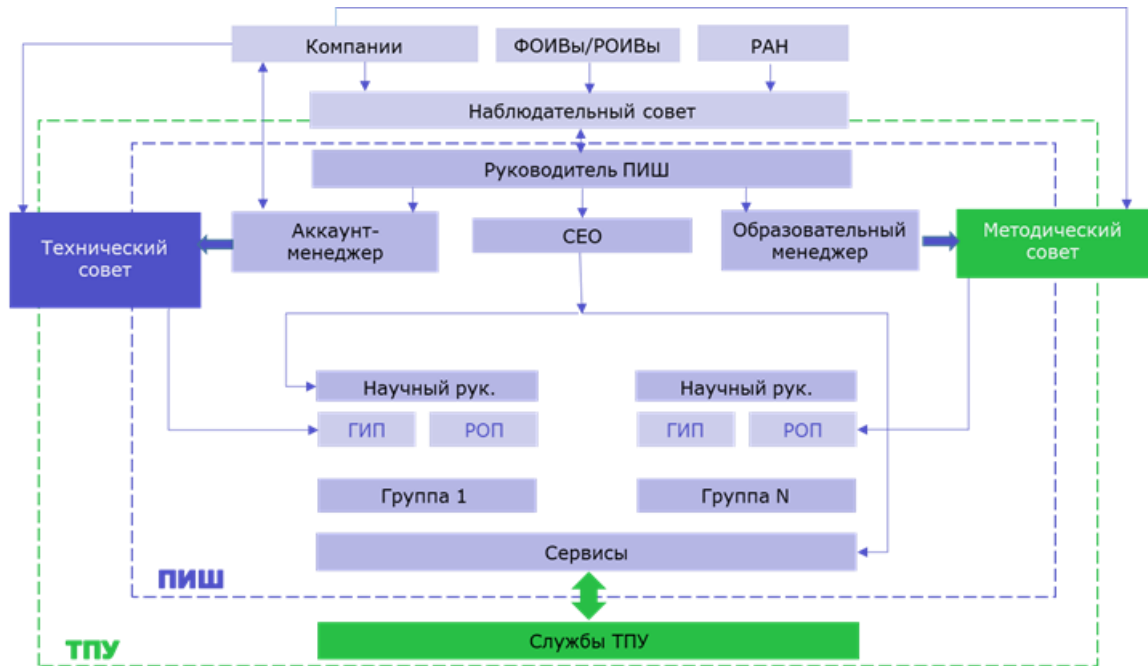 Компании
ФОИВы/РОИВы
РАН
Наблюдательный совет
Руководитель ПИШ
Технический
совет
Аккаунт-
менеджер
CEO
Образовательный
менеджер
Методический
совет
Научный рук.
Научный рук.
ГИП
РОП
ГИП
РОП
Группа 1
Группа N
Сервисы
ПИШ
Службы ТПУ
ТПУ